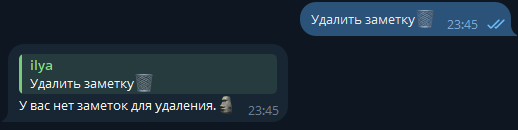 Удалить заметку🗑️
23:45
ilya
Удалить заметку🗑️
У вас нет заметок для удаления.🗿
23:45